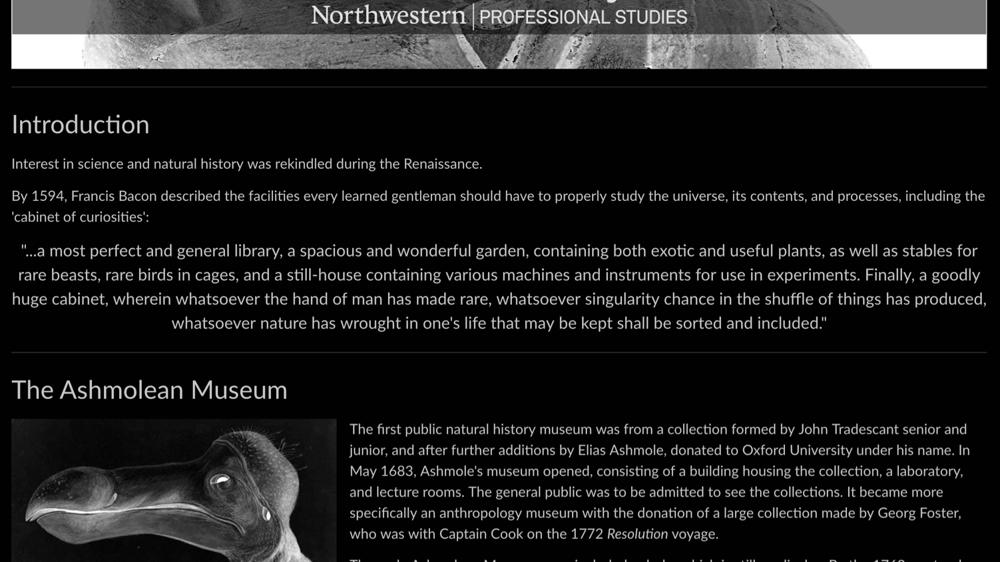 Northwestern | PROFESSIONAL STUDIES
Introduction
Interest in science and natural history was rekindled during the Renaissance.
By 1594, Francis Bacon described the facilities every learned gentleman should have to properly study the universe, its contents, and processes, including the
'cabinet of curiosities':
"...a most perfect and general library, a spacious and wonderful garden, containing both exotic and useful plants, as well as stables for
rare beasts, rare birds in cages, and a still-house containing various machines and instruments for use in experiments. Finally, a goodly
huge cabinet, wherein whatsoever the hand of man has made rare, whatsoever singularity chance in the shuffle of things has produced,
whatsoever nature has wrought in one's life that may be kept shall be sorted and included."
The Ashmolean Museum
The first public natural history museum was from a collection formed by John Tradescant senior and
junior, and after further additions by Elias Ashmole, donated to Oxford University under his name. In
May 1683, Ashmole's museum opened, consisting of a building housing the collection, a laboratory,
and lecture rooms. The general public was to be admitted to see the collections. It became more
specifically an anthropology museum with the donation of a large collection made by Georg Foster,
who was with Captain Cook on the 1772 Resolution voyage.